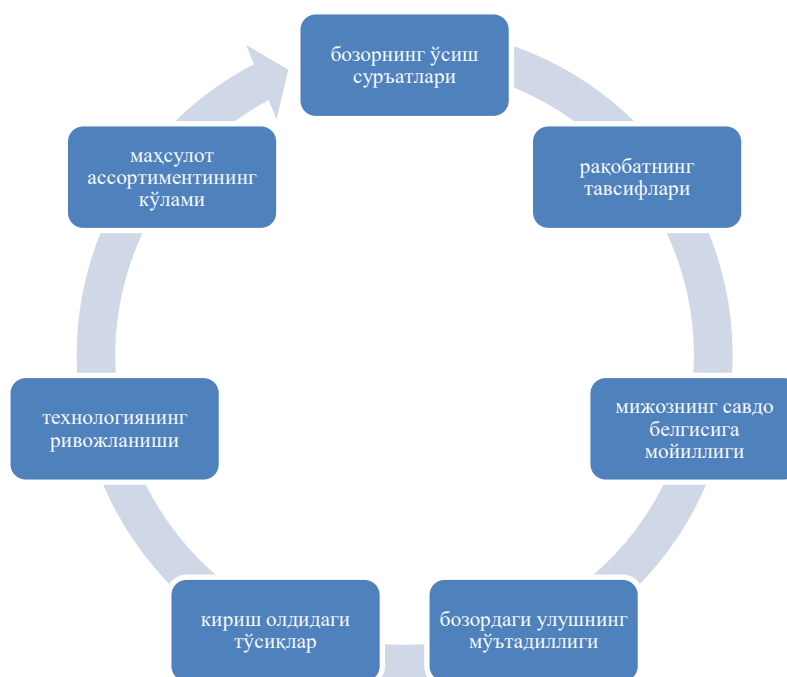 бозорнинг ўсиш
суръатлари
рақобатнинг
тавсифлари
мижознинг савдо
белгисига
мойиллиги
бозордаги улушнинг
мўътадиллиги
кириш олдидаги
тўсиқлар
технологиянинг
ривожланиши
маҳсулот
ассортиментининг
кўлами